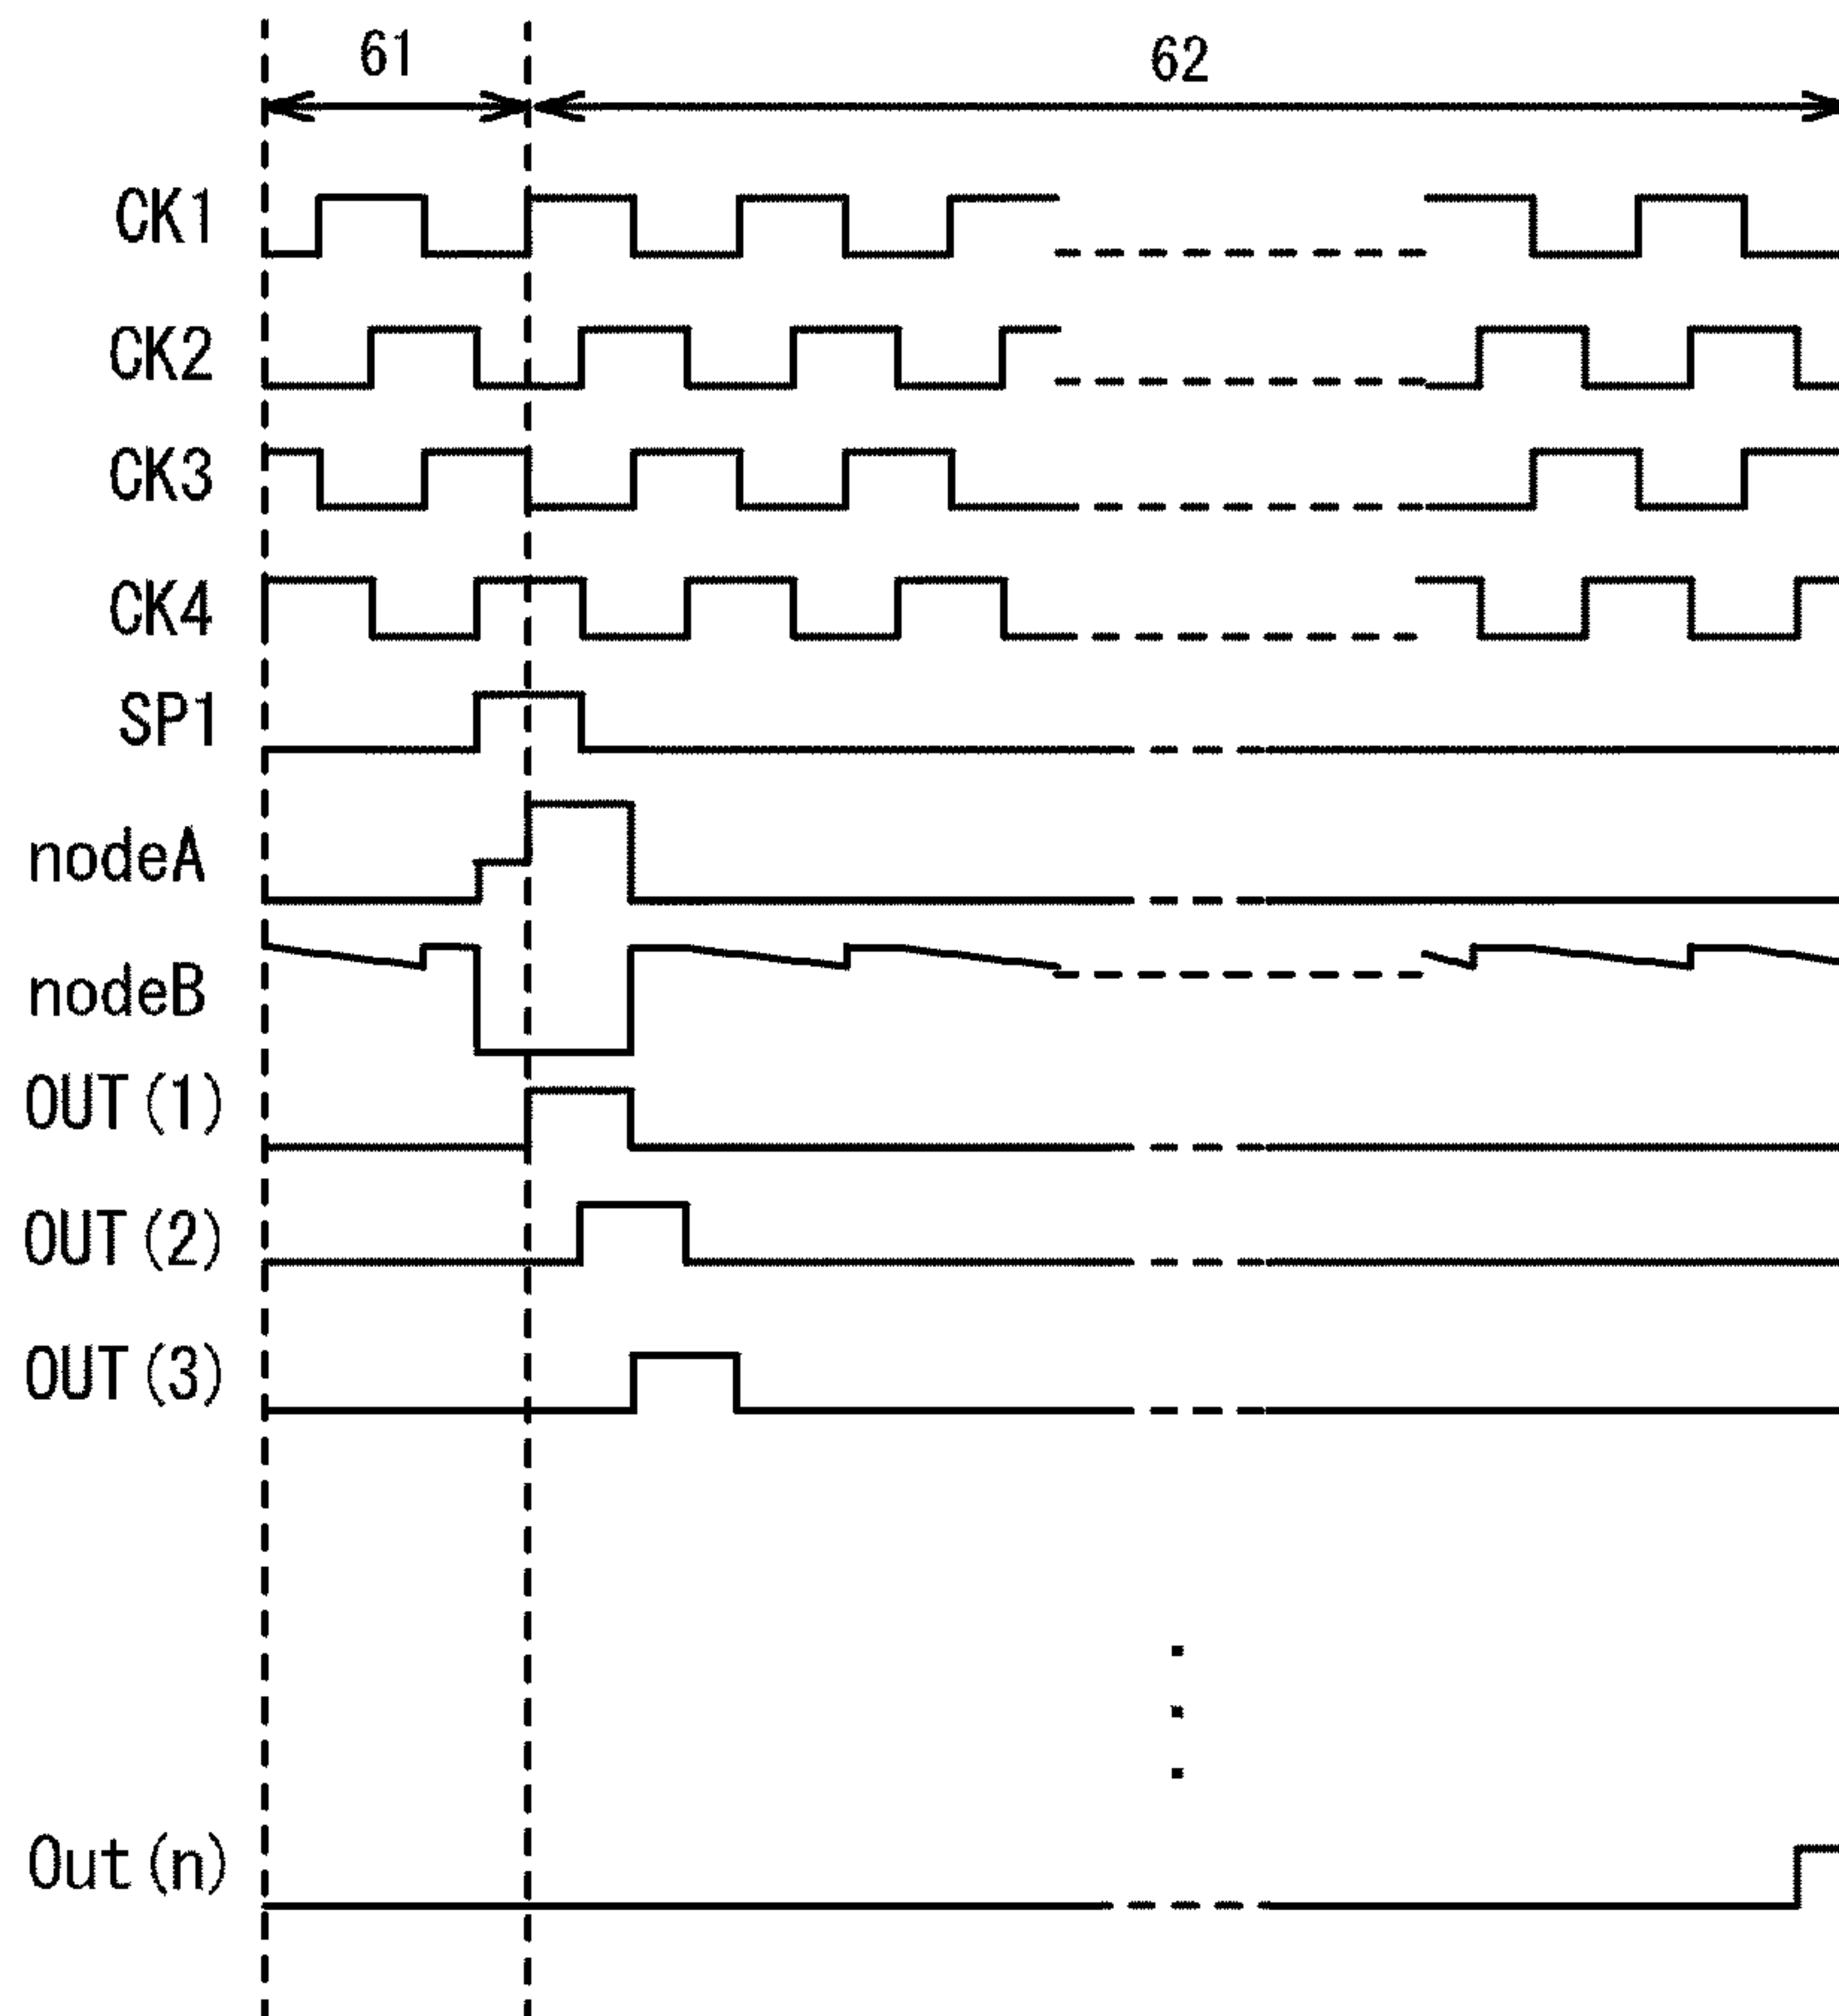 61 62
CK1
CK2
CK3
CK4
SP1
nodeA
nodeB
OUT(1)
OUT(2)
OUT(3)
Out(n)